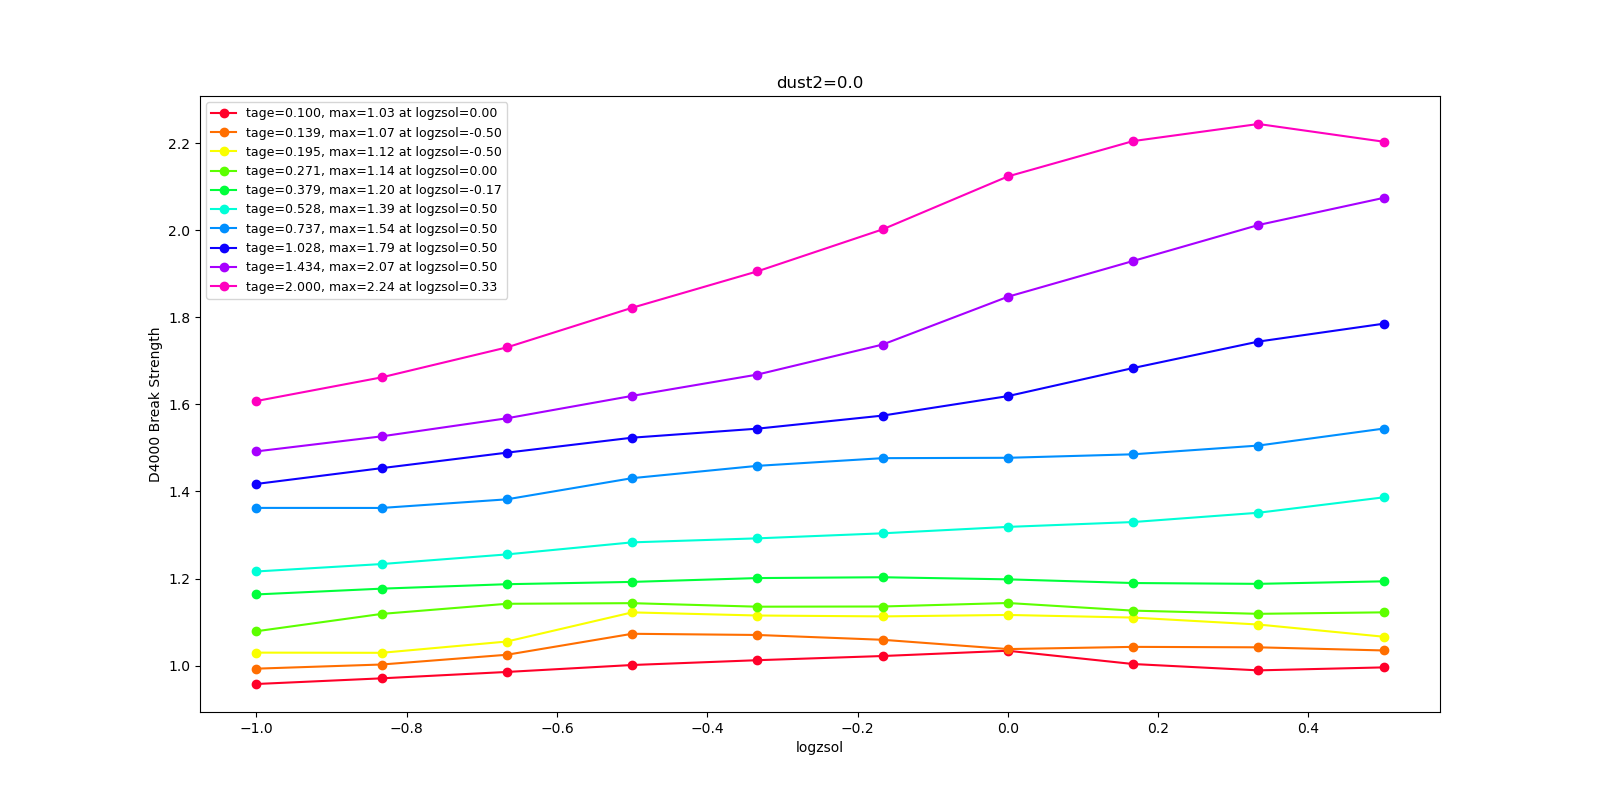 dust2=0.0
tage=0.100, max=1.03 at logzsol=0.00
tage=0.139, max=1.07 at logzsol=-0.50
tage=0.195, max=1.12 at logzsol=-0.50
tage=0.271, max=1.14 at logzsol=0.00
tage=0.379, max=1.20 at logzsol=-0.17
tage=0.528, max=1.39 at logzsol=0.50
tage=0.737, max=1.54 at logzsol=0.50
tage=1.028, max=1.79 at logzsol=0.50
tage=1.434, max=2.07 at logzsol=0.50
tage=2.000, max=2.24 at logzsol=0.33
D4000 Break Strength
2.2
2.0
1.8
1.6
1.4
1.2
1.0
−1.0 −0.8 −0.6 −0.4 −0.2 0.0 0.2 0.4
logzsol